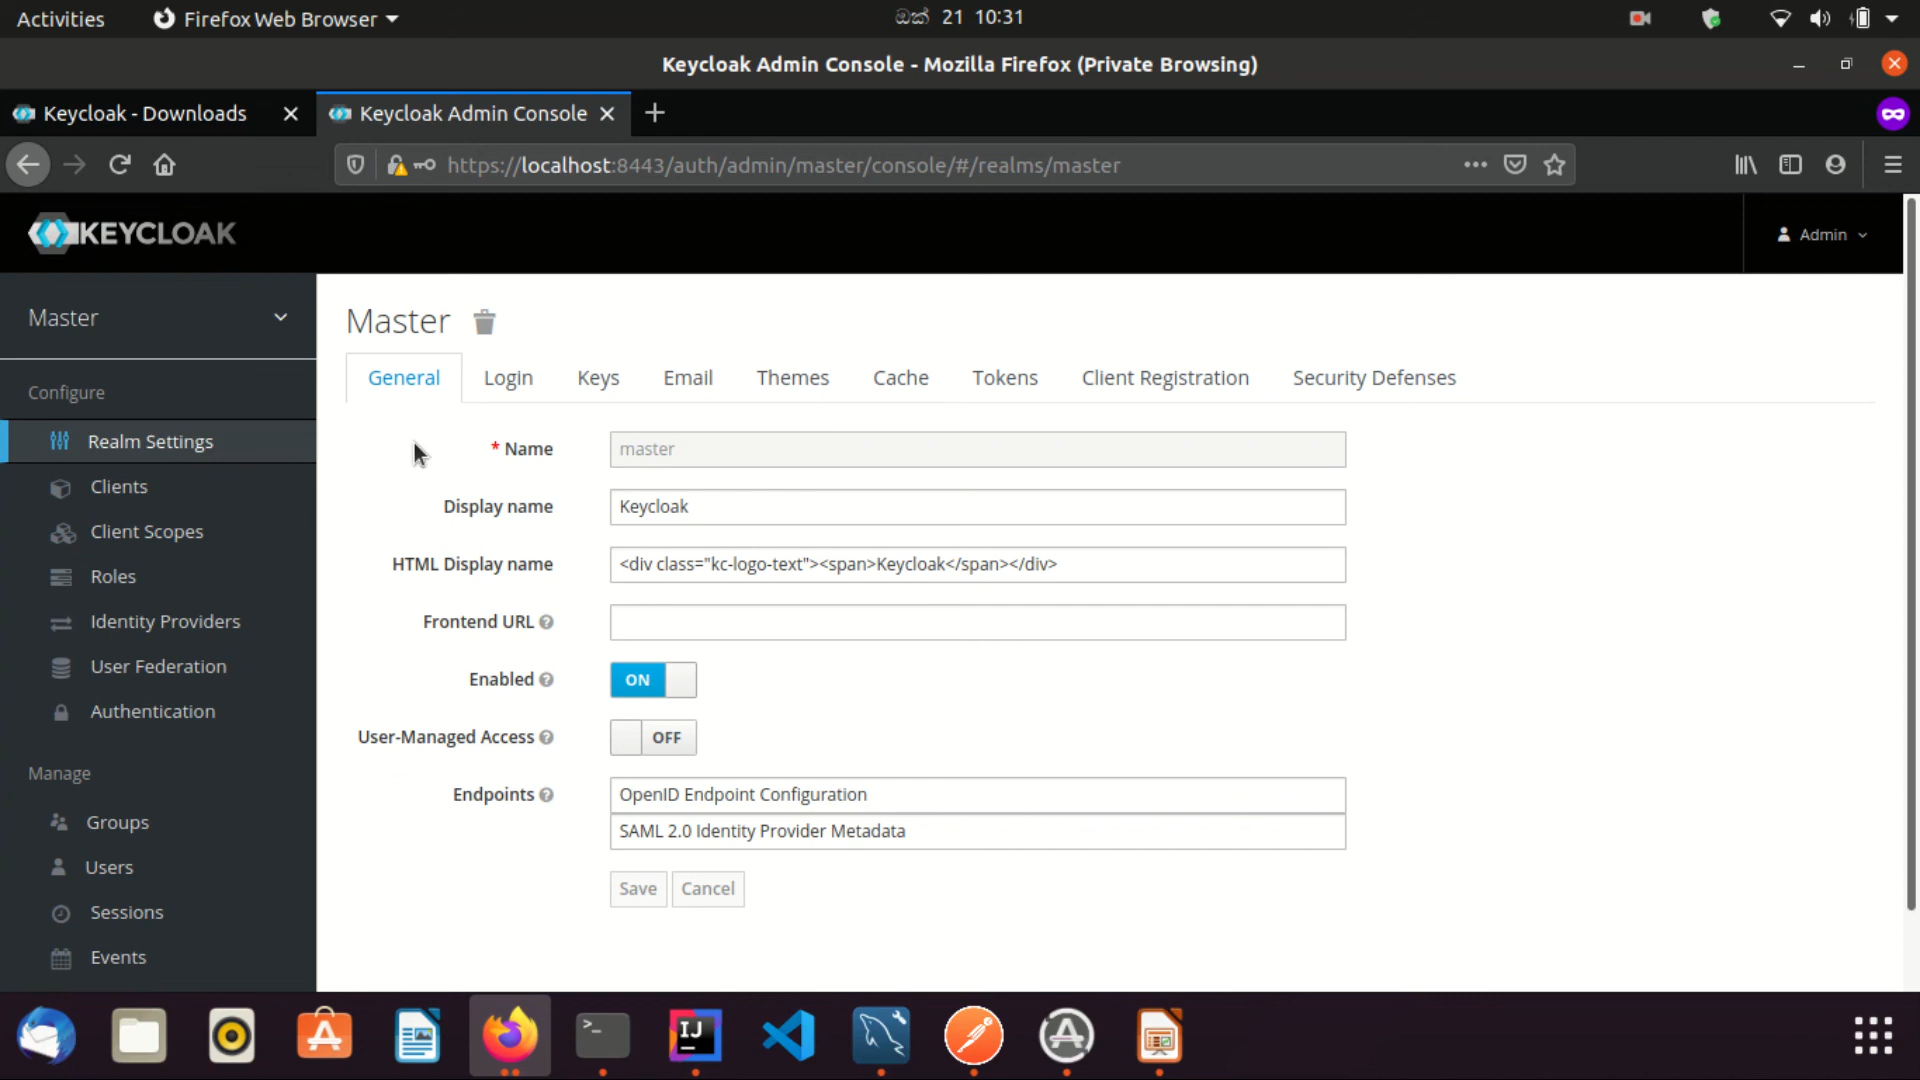 Activities
Firefox Web Browser
ඔක් 21 10:31
Keycloak Admin Console - Mozilla Firefox (Private Browsing)
Keycloak - Downloads
Keycloak Admin Console
https://localhost:8443/auth/admin/master/console/#/realms/master
KEYCLOAK
Admin
Master
Configure
Realm Settings
Clients
Client Scopes
Roles
Identity Providers
User Federation
Authentication
Manage
Groups
Users
Sessions
Events
Master
General Login Keys Email Themes Cache Tokens Client Registration Security Defenses
* Name master
Display name Keycloak
HTML Display name <div class="kc-logo-text"><span>Keycloak</span></div>
Frontend URL
Enabled ON
User-Managed Access OFF
Endpoints OpenID Endpoint Configuration
SAML 2.0 Identity Provider Metadata
Save Cancel
IJ